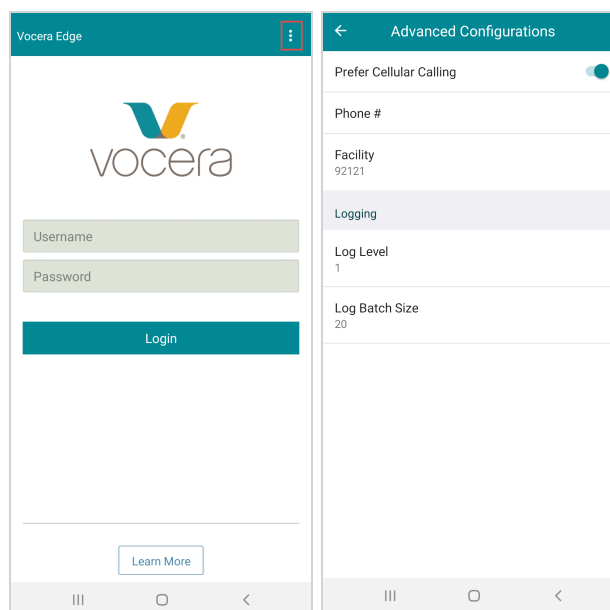 Vocera Edge
vocera
Username
Password
Login
Learn More
Advanced Configurations
Prefer Cellular Calling
Phone #
Facility
92121
Logging
Log Level
1
Log Batch Size
20